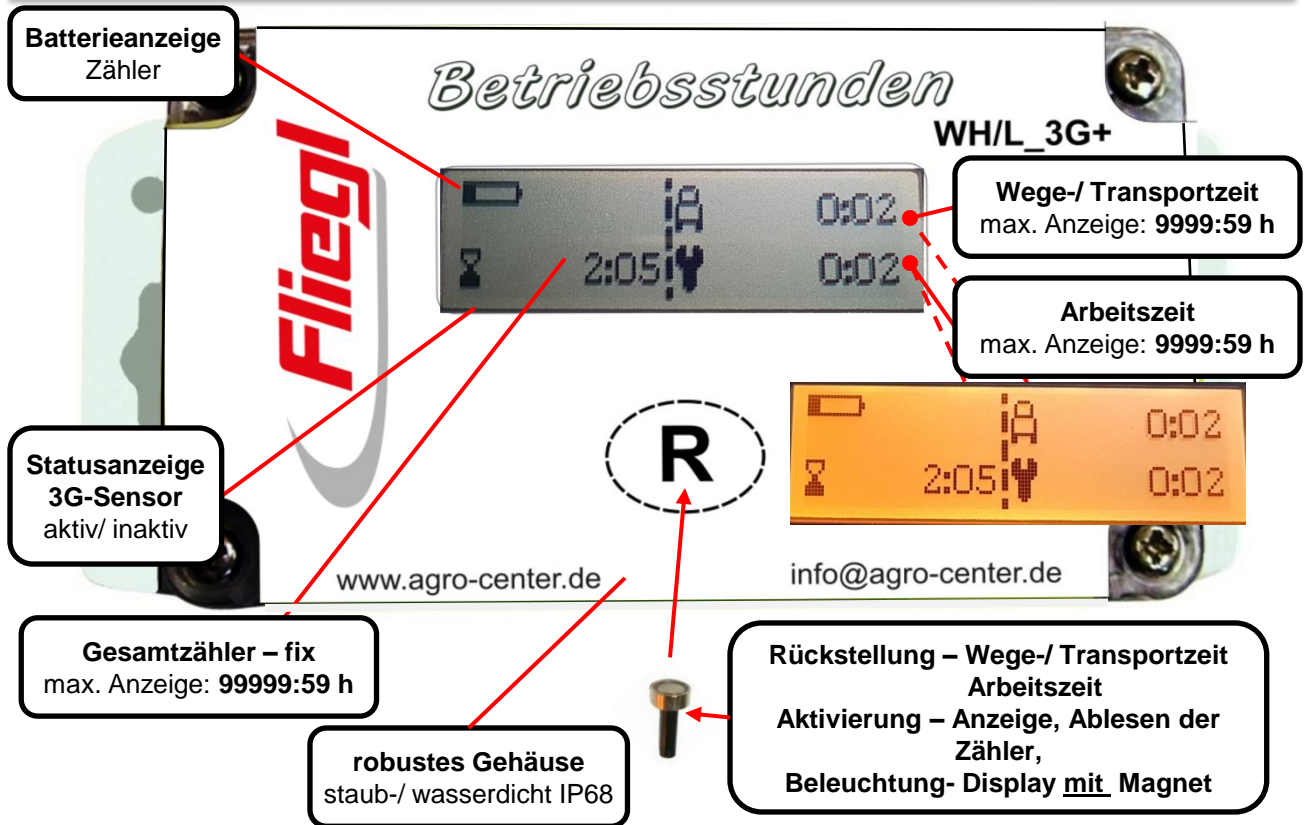 Batterieanzeige
Zähler
Betriebsstunden
WH/L_3G+
Fliegl
0:02
2:05
0:02
Wege-/ Transportzeit
max. Anzeige: 9999:59 h
Arbeitszeit
max. Anzeige: 9999:59 h
0:02
2:05
0:02
Statusanzeige
3G-Sensor
aktiv/ inaktiv
R
www.agro-center.de
info@agro-center.de
Gesamtzähler – fix
max. Anzeige: 99999:59 h
robustes Gehäuse
staub-/ wasserdicht IP68
Rückstellung – Wege-/ Transportzeit
Arbeitszeit
Aktivierung – Anzeige, Ablesen der
Zähler,
Beleuchtung- Display mit Magnet